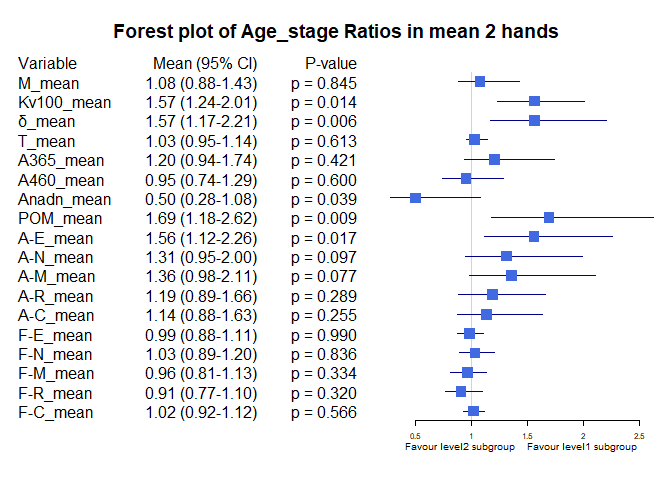 Forest plot of Age_stage Ratios in mean 2 hands
Variable Mean (95% CI) P-value
M_mean 1.08 (0.88-1.43) p = 0.845
Kv100_mean 1.57 (1.24-2.01) p = 0.014
δ_mean 1.57 (1.17-2.21) p = 0.006
T_mean 1.03 (0.95-1.14) p = 0.613
A365_mean 1.20 (0.94-1.74) p = 0.421
A460_mean 0.95 (0.74-1.29) p = 0.600
Anadn_mean 0.50 (0.28-1.08) p = 0.039
POM_mean 1.69 (1.18-2.62) p = 0.009
A-E_mean 1.56 (1.12-2.26) p = 0.017
A-N_mean 1.31 (0.95-2.00) p = 0.097
A-M_mean 1.36 (0.98-2.11) p = 0.077
A-R_mean 1.19 (0.89-1.66) p = 0.289
A-C_mean 1.14 (0.88-1.63) p = 0.255
F-E_mean 0.99 (0.88-1.11) p = 0.990
F-N_mean 1.03 (0.89-1.20) p = 0.836
F-M_mean 0.96 (0.81-1.13) p = 0.334
F-R_mean 0.91 (0.77-1.10) p = 0.320
F-C_mean 1.02 (0.92-1.12) p = 0.566
0.5 1 1.5 2 2.5
Favour level2 subgroup Favour level1 subgroup